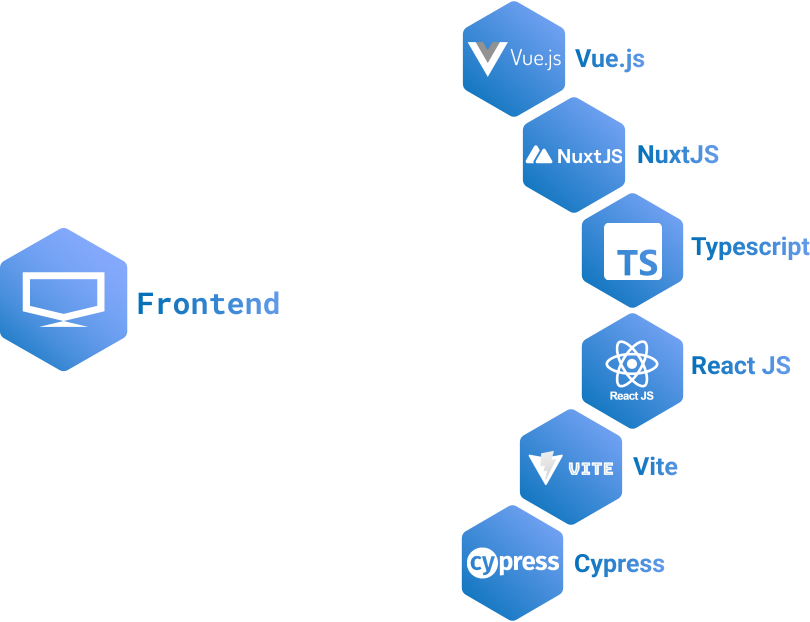 Vue.js Vue.js
NuxtJS NuxtJS
TS Typescript
Frontend
React JS React JS
VITE Vite
cypress Cypress